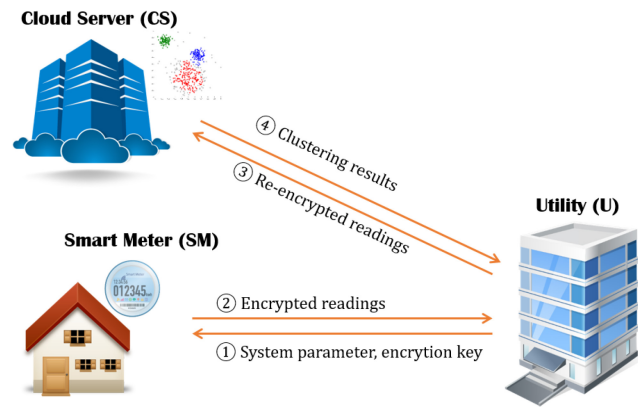 Cloud Server (CS)
④ Clustering results
③ Re-encrypted readings
Utility (U)
Smart Meter (SM)
012345
② Encrypted readings
① System parameter, encrytion key